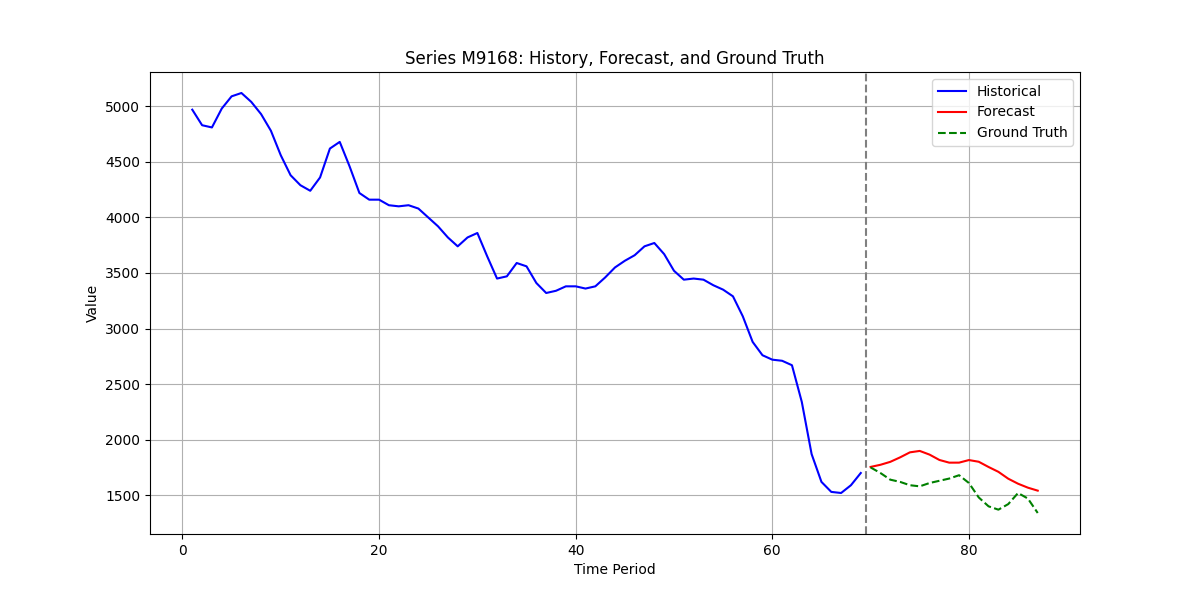 Series M9168: History, Forecast, and Ground Truth
Historical
Forecast
Ground Truth
5000
4500
4000
3500
3000
2500
2000
1500
Value
0 20 40 60 80
Time Period